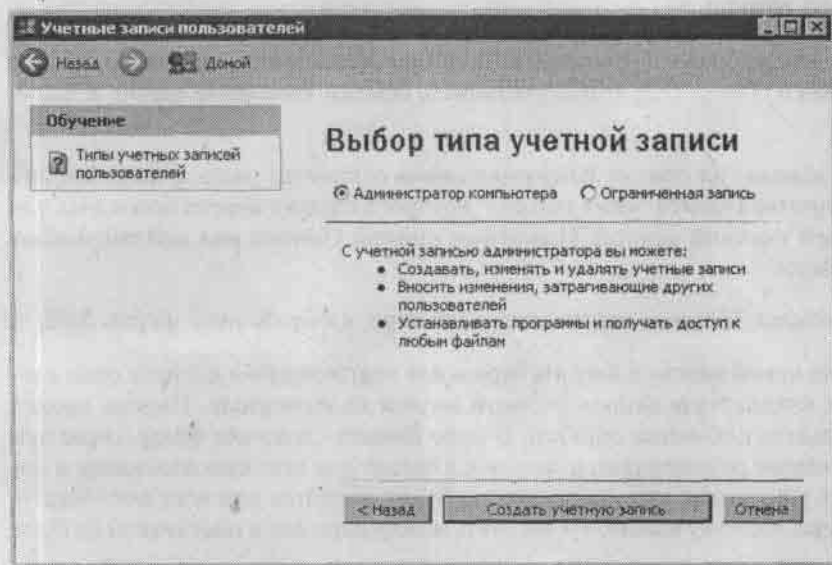 Учетные записи пользователей
Назад Домой
Обучение
Типы учетных записей
пользователей
Выбор типа учетной записи
Администратор компьютера Ограниченная запись
С учетной записью администратора вы можете:
Создавать, изменять и удалять учетные записи
Вносить изменения, затрагивающие других
пользователей
Устанавливать программы и получать доступ к
любым файлам
< Назад Создать учетную запись Отмена